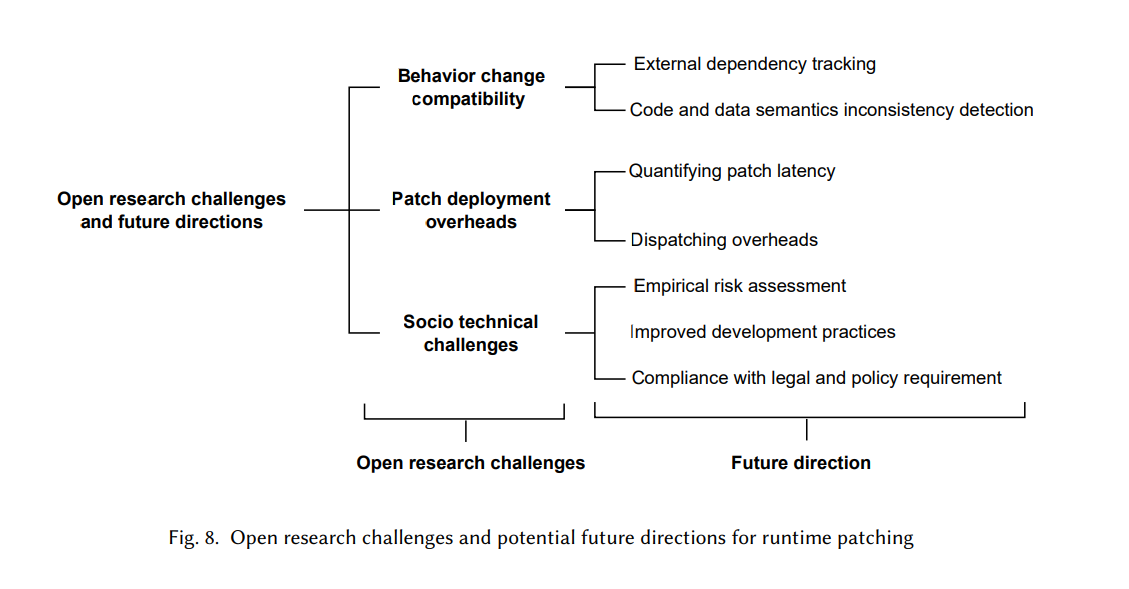 Open research challenges
and future directions
Behavior change
compatibility
External dependency tracking
Code and data semantics inconsistency detection
Patch deployment
overheads
Quantifying patch latency
Dispatching overheads
Socio technical
challenges
Empirical risk assessment
Improved development practices
Compliance with legal and policy requirement
Open research challenges
Future direction
Fig. 8. Open research challenges and potential future directions for runtime patching